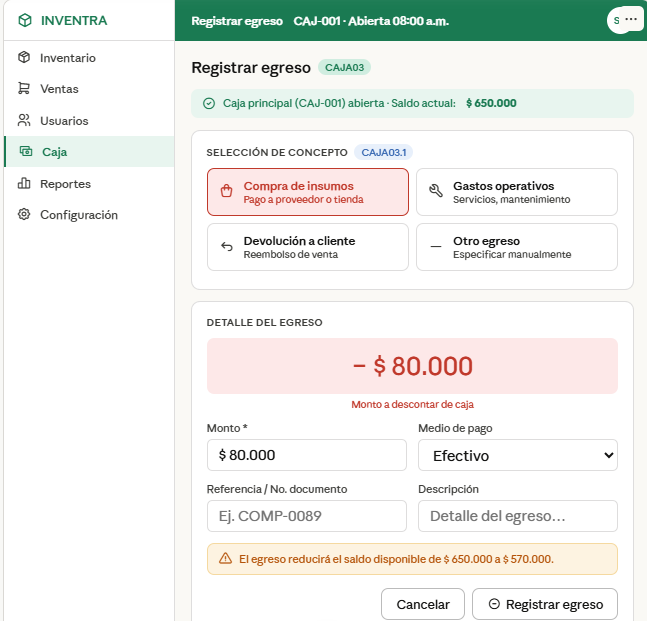 INVENTRA
Inventario
Ventas
Usuarios
Caja
Reportes
Configuración
Registrar egreso CAJ-001 · Abierta 08:00 a.m.
S ...
Registrar egreso CAJA03
Caja principal (CAJ-001) abierta · Saldo actual: $ 650.000
SELECCIÓN DE CONCEPTO CAJA03.1
Compra de insumos
Pago a proveedor o tienda
Gastos operativos
Servicios, mantenimiento
Devolución a cliente
Reembolso de venta
Otro egreso
Especificar manualmente
DETALLE DEL EGRESO
– $ 80.000
Monto a descontar de caja
Monto *
$ 80.000
Medio de pago
Efectivo
Referencia / No. documento
Ej. COMP-0089
Descripción
Detalle del egreso...
El egreso reducirá el saldo disponible de $ 650.000 a $ 570.000.
Cancelar
Registrar egreso